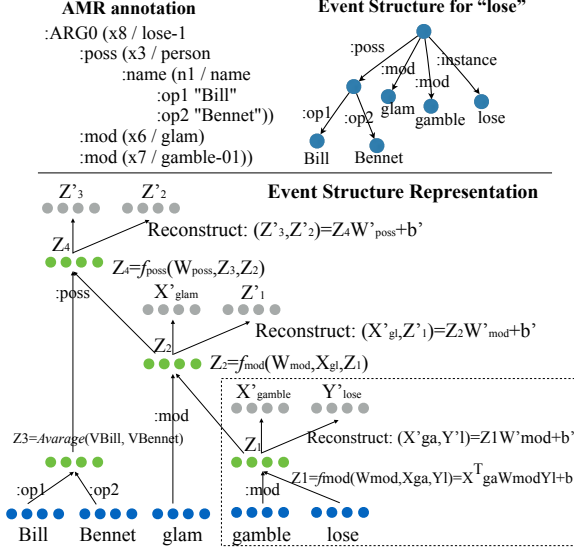 AMR annotation
:ARG0 (x8 / lose-1
:poss (x3 / person
:name (n1 / name
:op1 "Bill"
:op2 "Bennet"))
:mod (x6 / glam)
:mod (x7 / gamble-01))
Event Structure for “lose”
:poss
:mod
:mod
:instance
:op1
:op2
glam
gamble
lose
Bill
Bennet
Event Structure Representation
Z'3
Z'2
Reconstruct: (Z'3,Z'2)=Z4W'poss+b'
Z4
Z4=fposs(Wposs,Z3,Z2)
:poss
X'glam
Z'1
Reconstruct: (X'gl,Z'1)=Z2W'mod+b'
Z2
Z2=fmod(Wmod,Xgl,Z1)
:mod
X'gamble
Y'lose
Z3=Avarage(VBill, VBennet)
Z1
Reconstruct: (X'ga,Y'l)=Z1W'mod+b'
Z1=fmod(Wmod,Xga,Yl)=X^TgaWmodYl+b
:op1
:op2
:mod
Bill
Bennet
glam
gamble
lose